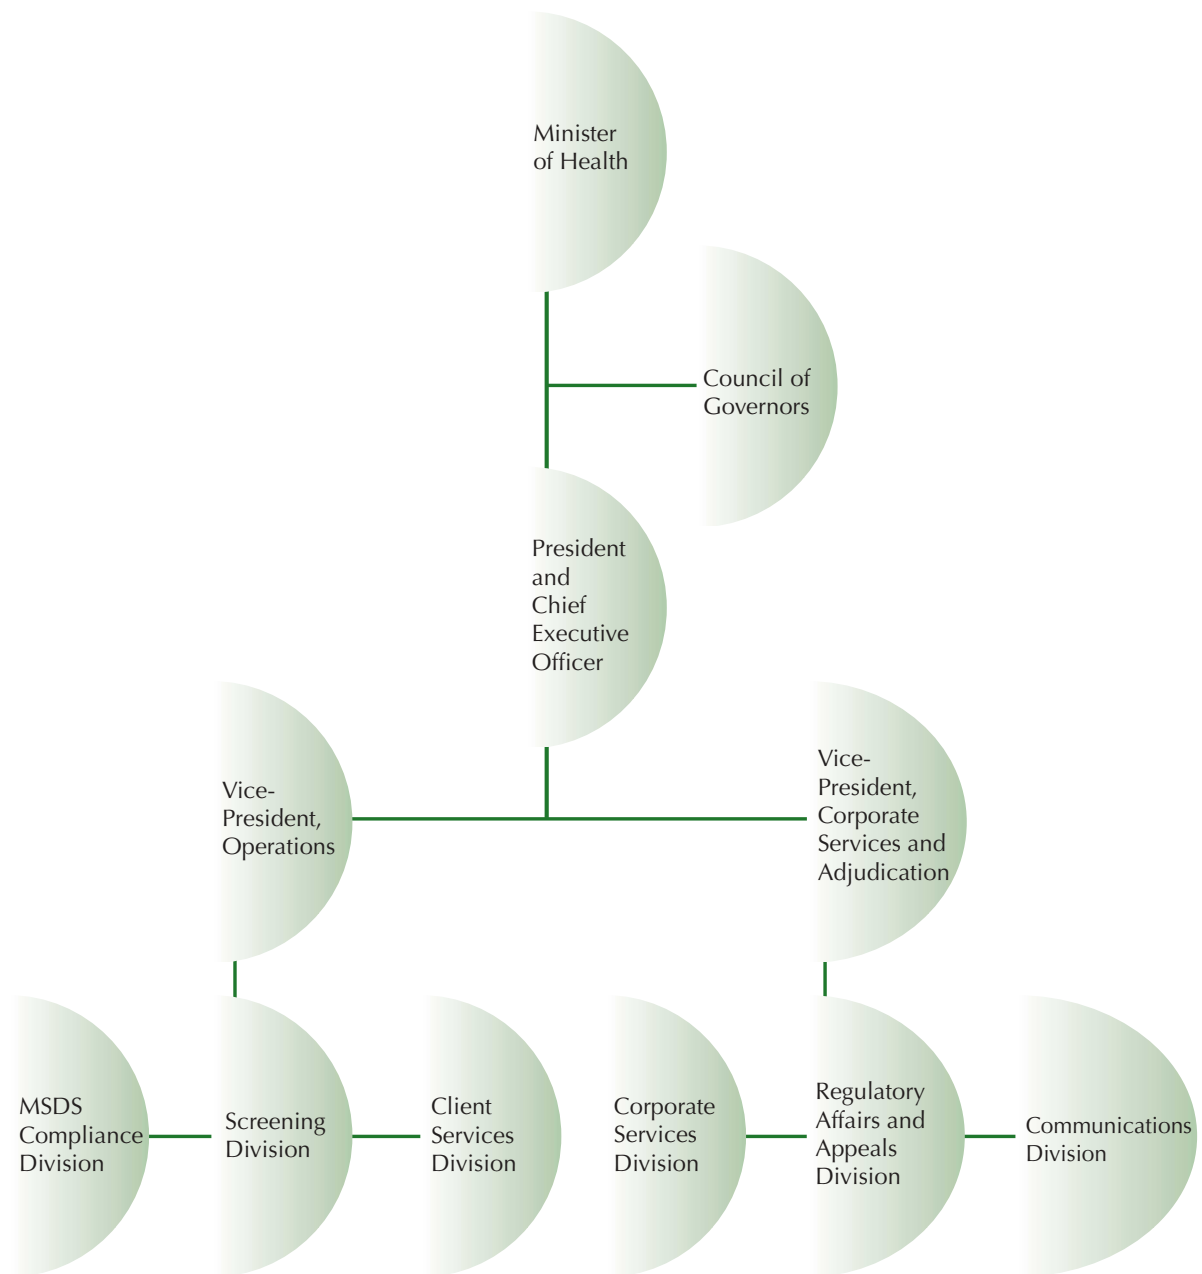 Minister
of Health
Council of
Governors
President
and
Chief
Executive
Officer
Vice-
President,
Operations
Vice-
President,
Corporate
Services and
Adjudication
MSDS
Compliance
Division
Screening
Division
Client
Services
Division
Corporate
Services
Division
Regulatory
Affairs and
Appeals
Division
Communications
Division